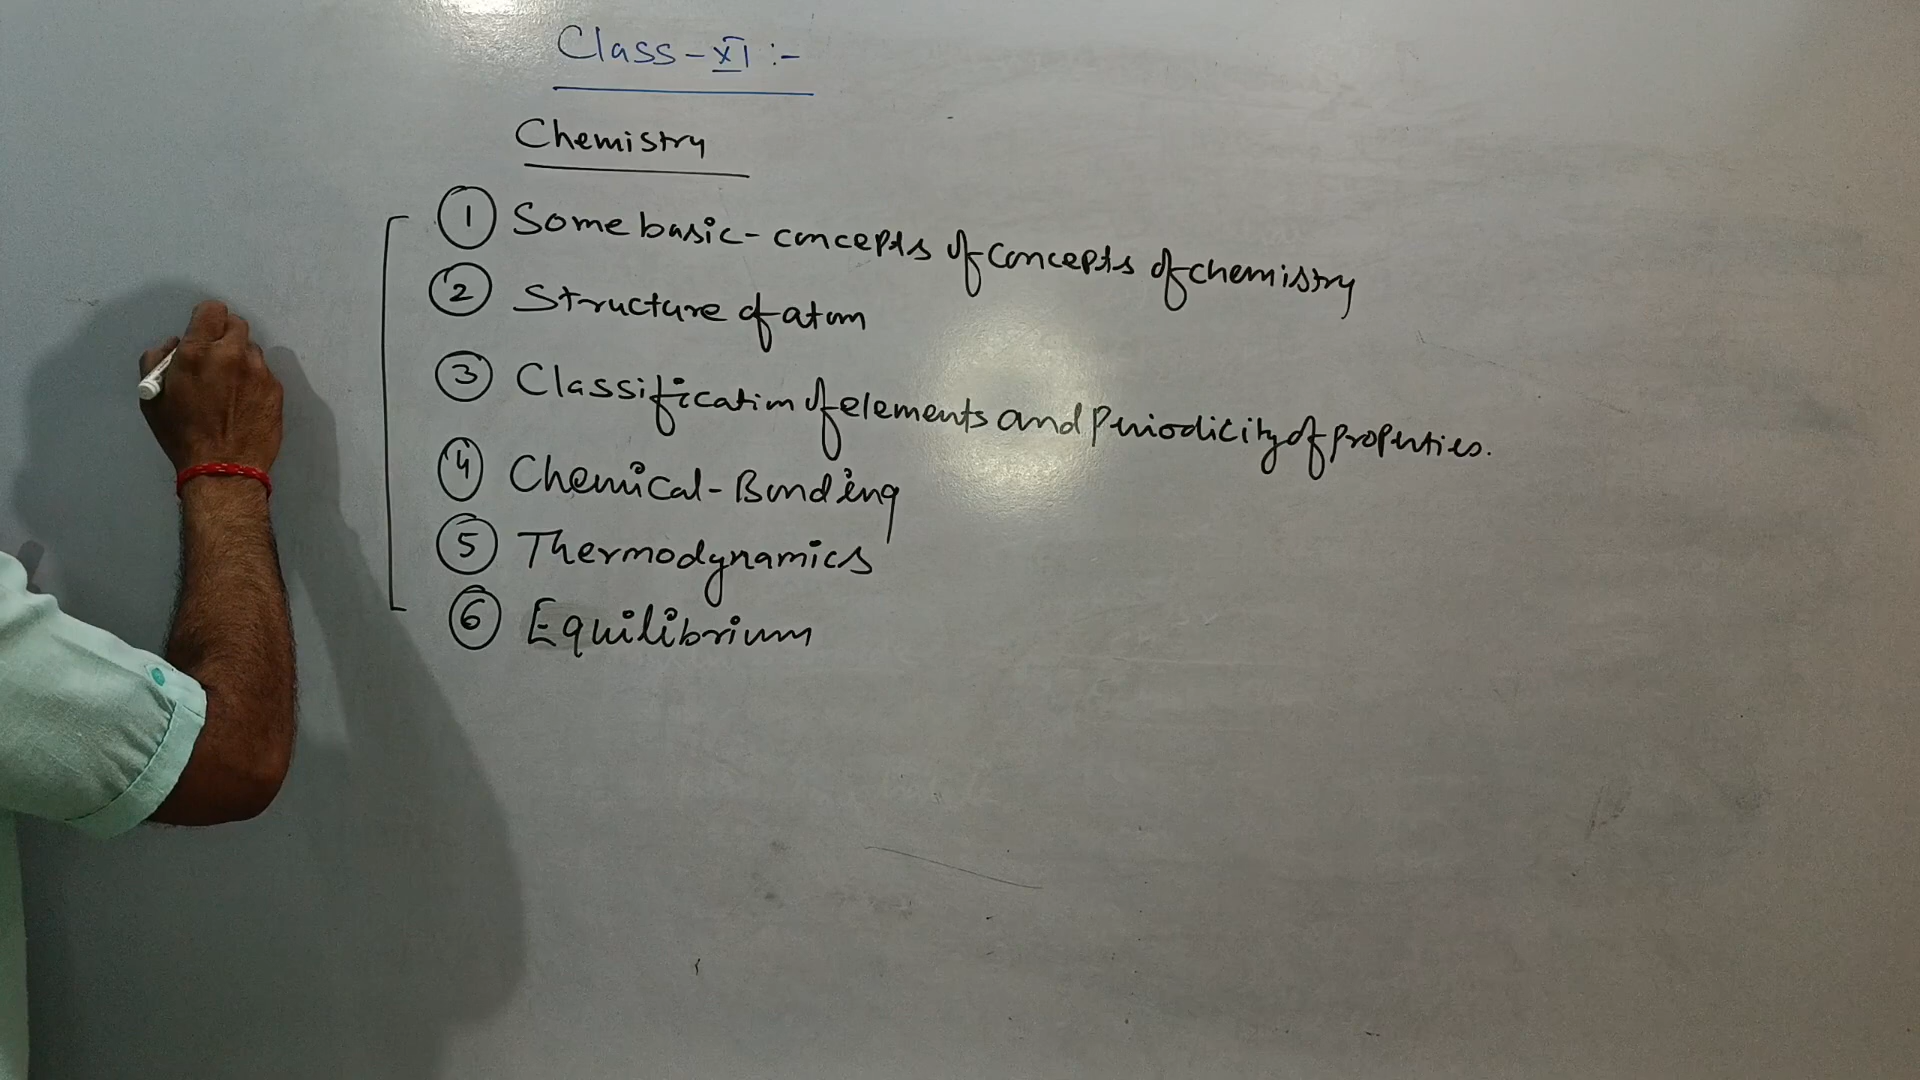 Class-XI :-
Chemistry
1 Some basic-concepts of concepts of chemistry
2 Structure of atom
3 Classification of elements and Periodicity of properties.
4 Chemical-Bonding
5 Thermodynamics
6 Equilibrium